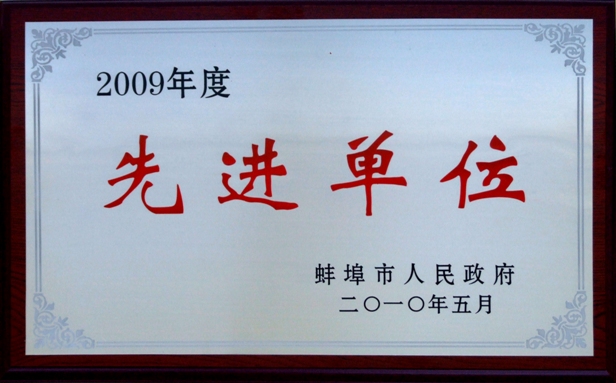 2009年度
先进单位
蚌埠市人民政府
二〇一〇年五月